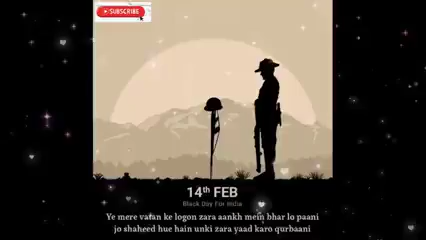 SUBSCRIBE
14th FEB
Black Day For India
Ye mere vatan ke logon zara aankh mein bhar lo paani
jo shaheed hue hain unki zara yaad karo qurbaani